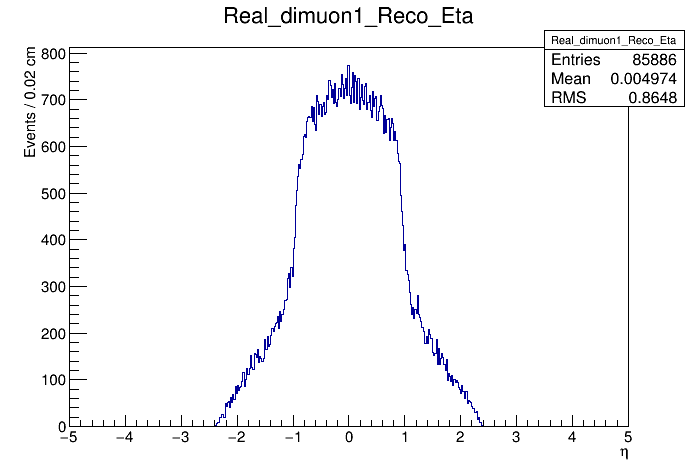 Real_dimuon1_Reco_Eta
Real_dimuon1_Reco_Eta
Entries 85886
Mean 0.004974
RMS 0.8648
Events / 0.02 cm
800
700
600
500
400
300
200
100
0
−5 −4 −3 −2 −1 0 1 2 3 4 5
η